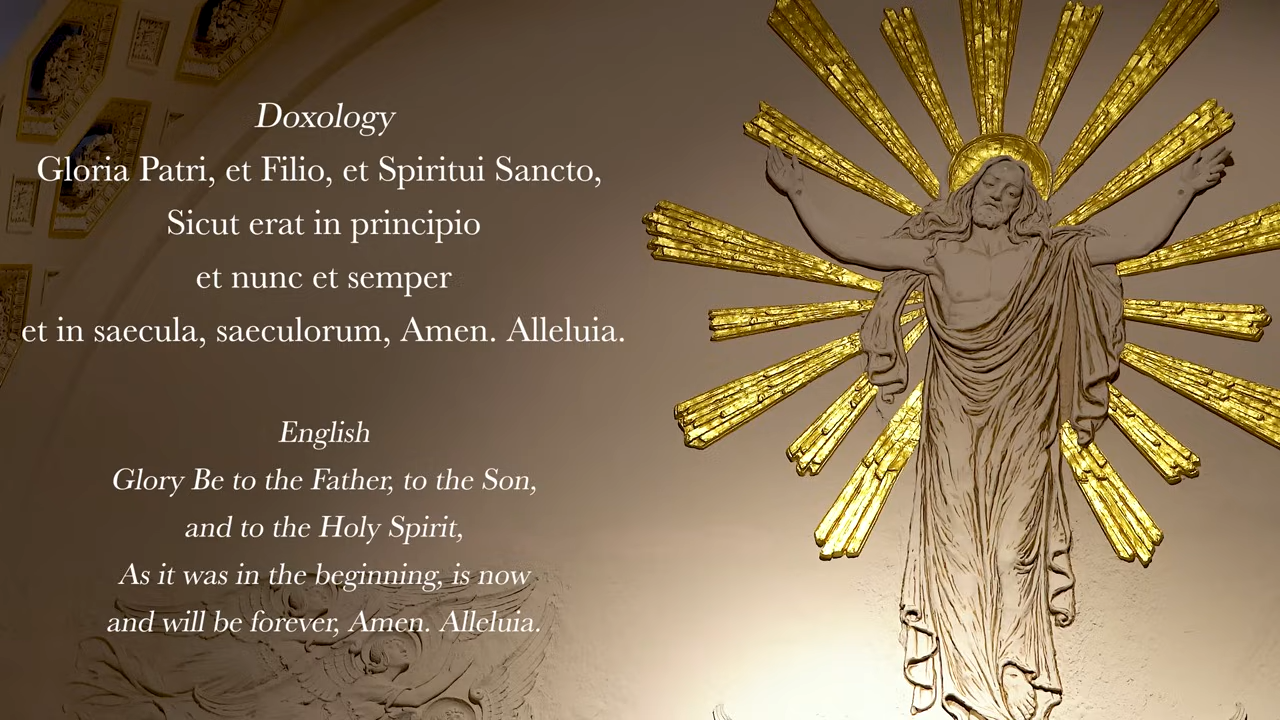 Doxology
Gloria Patri, et Filio, et Spiritui Sancto,
Sicut erat in principio
et nunc et semper
et in saecula, saeculorum, Amen. Alleluia.
English
Glory Be to the Father, to the Son,
and to the Holy Spirit,
As it was in the beginning, is now
and will be forever, Amen. Alleluia.